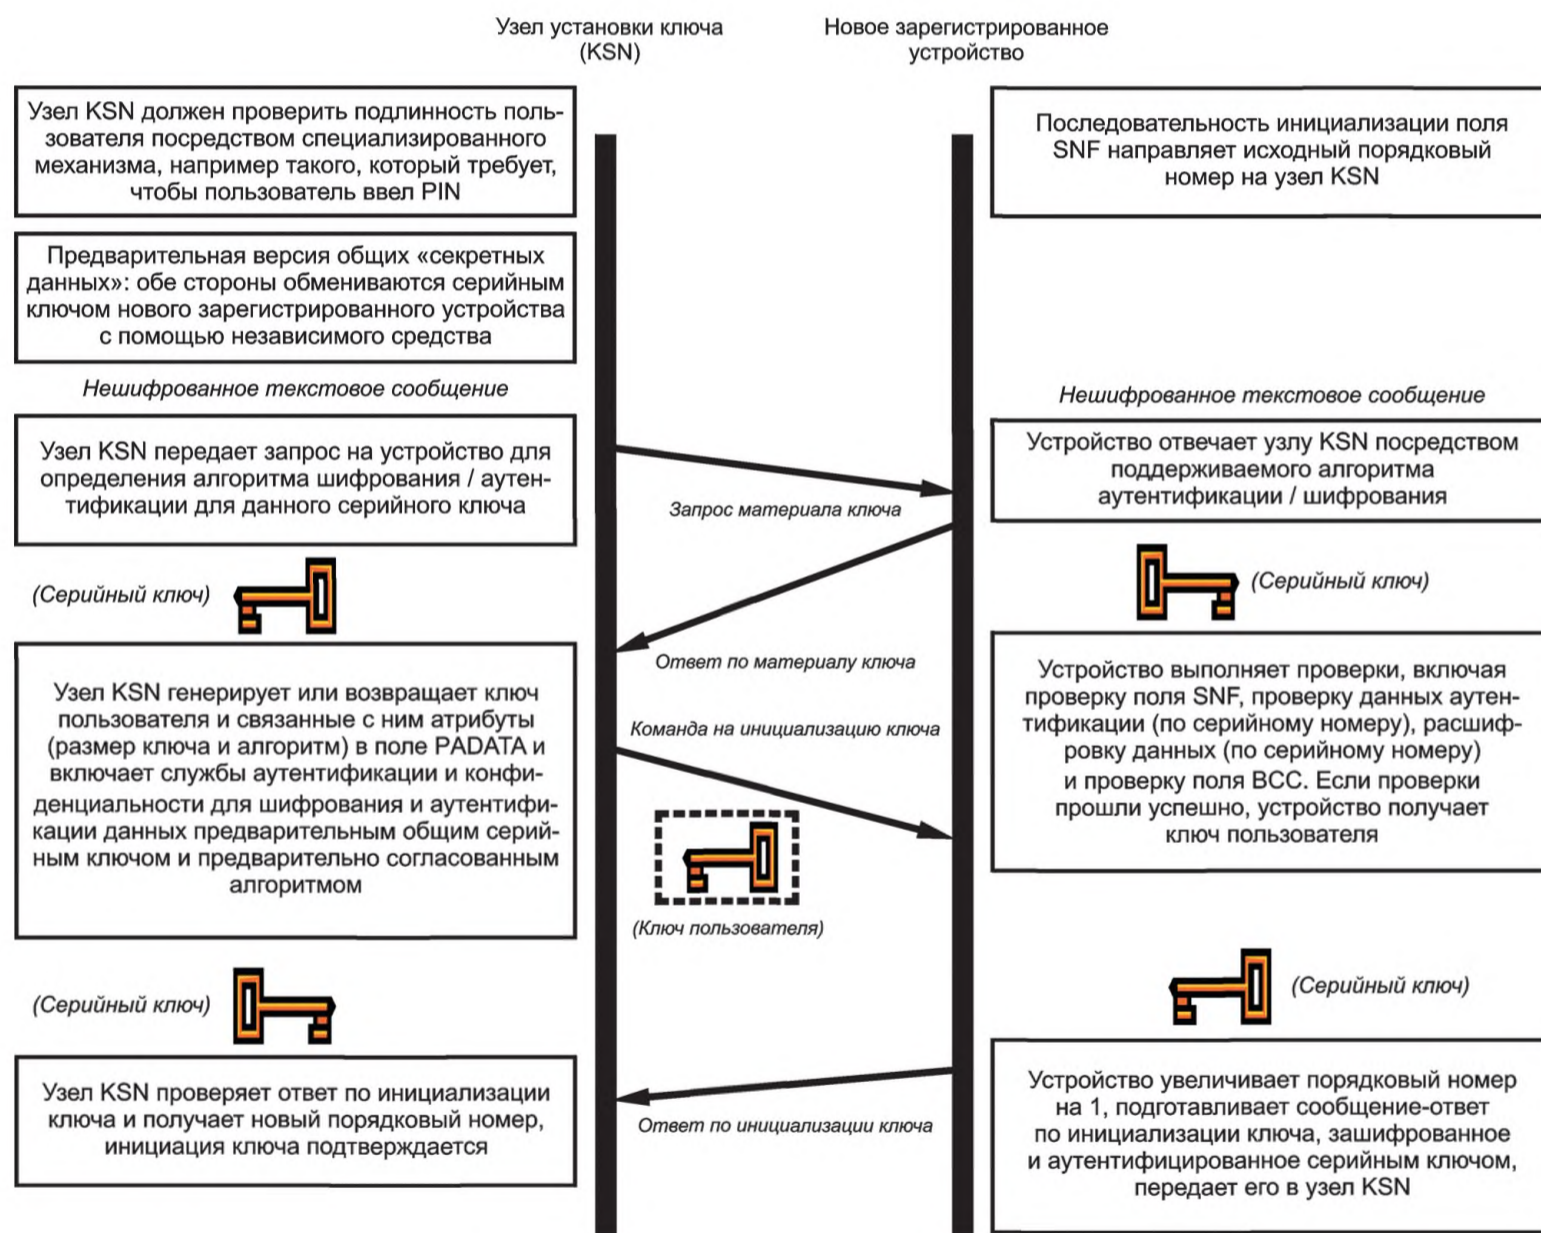 Узел установки ключа
(KSN)
Новое зарегистрированное
устройство
Узел KSN должен проверить подлинность поль-
зователя посредством специализированного
механизма, например такого, который требует,
чтобы пользователь ввел PIN
Последовательность инициализации поля
SNF направляет исходный порядковый
номер на узел KSN
Предварительная версия общих «секретных
данных»: обе стороны обмениваются серийным
ключом нового зарегистрированного устройства
с помощью независимого средства
Нешифрованное текстовое сообщение
Нешифрованное текстовое сообщение
Узел KSN передает запрос на устройство для
определения алгоритма шифрования / аутен-
тификации для данного серийного ключа
Запрос материала ключа
Устройство отвечает узлу KSN посредством
поддерживаемого алгоритма
аутентификации / шифрования
(Серийный ключ)
(Серийный ключ)
Ответ по материалу ключа
Узел KSN генерирует или возвращает ключ
пользователя и связанные с ним атрибуты
(размер ключа и алгоритм) в поле PADATA и
включает службы аутентификации и конфи-
денциальности для шифрования и аутентифи-
кации данных предварительным общим серий-
ным ключом и предварительно согласованным
алгоритмом
Команда на инициализацию ключа
(Ключ пользователя)
Устройство выполняет проверки, включая
проверку поля SNF, проверку данных аутен-
тификации (по серийному номеру), расшиф-
ровку данных (по серийному номеру)
и проверку поля BCC. Если проверки
прошли успешно, устройство получает
ключ пользователя
(Серийный ключ)
(Серийный ключ)
Узел KSN проверяет ответ по инициализации
ключа и получает новый порядковый номер,
инициация ключа подтверждается
Ответ по инициализации ключа
Устройство увеличивает порядковый номер
на 1, подготавливает сообщение-ответ
по инициализации ключа, зашифрованное
и аутентифицированное серийным ключом,
передает его в узел KSN